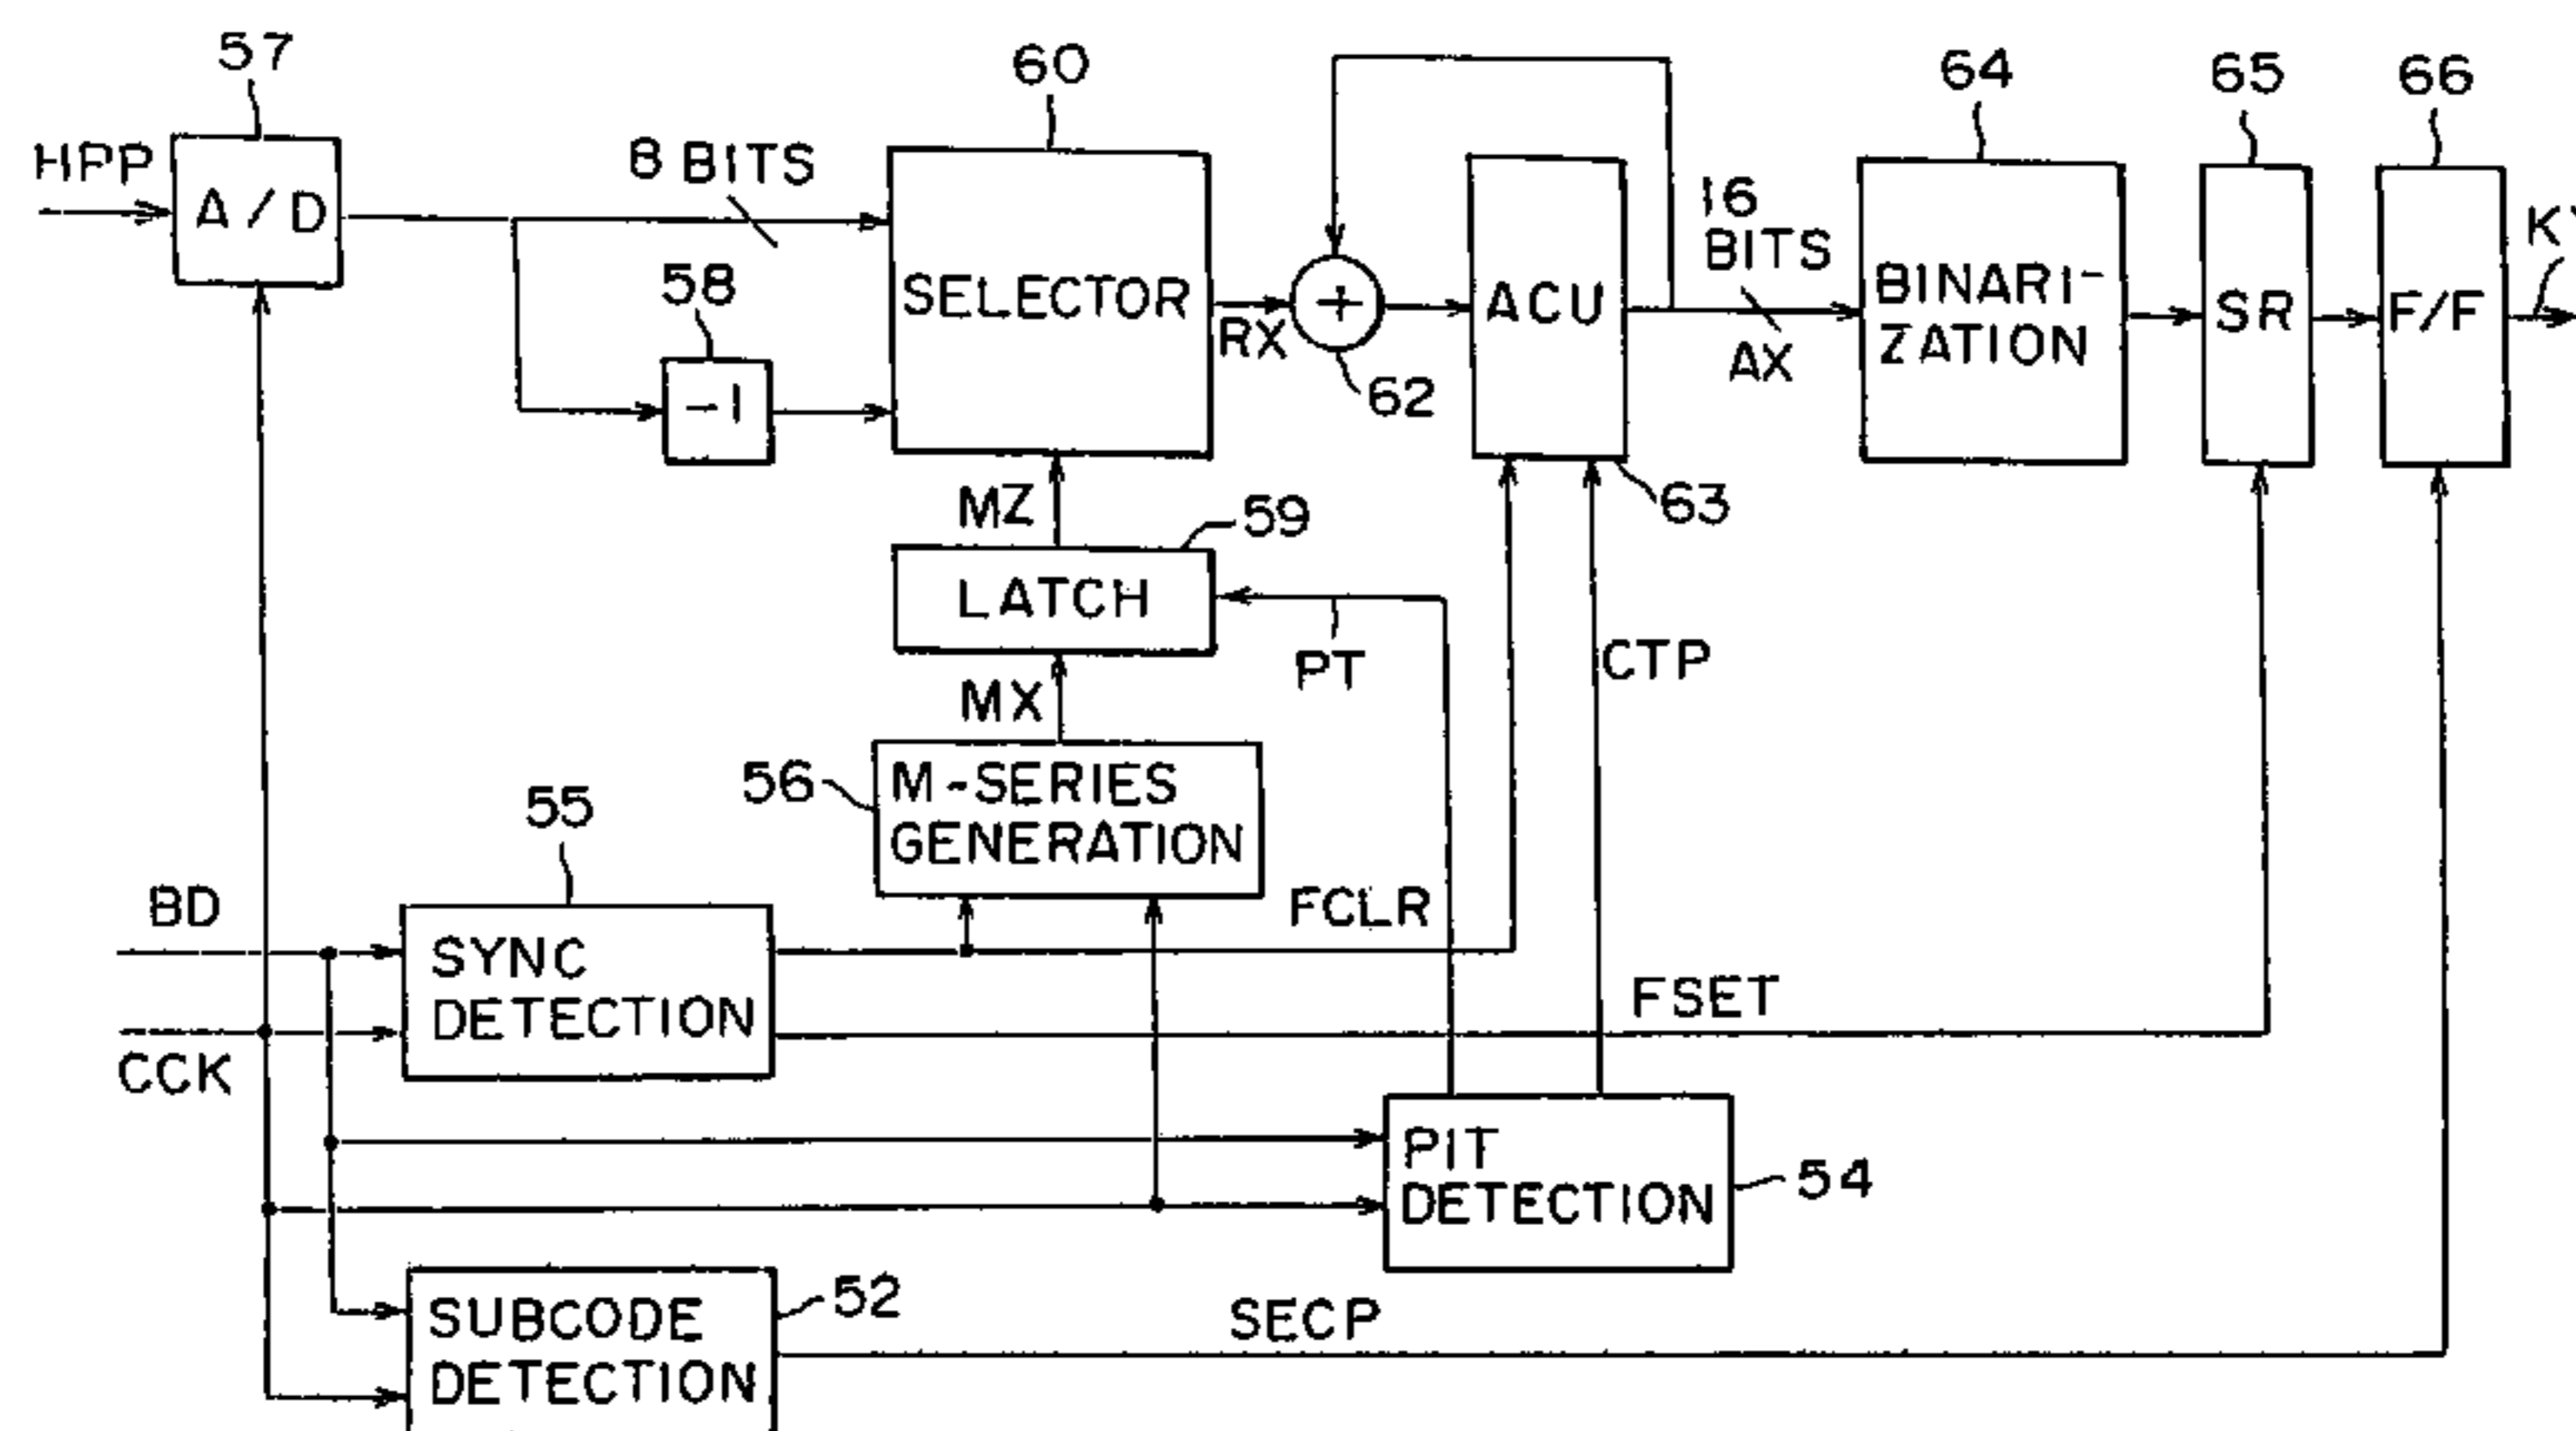 57
60
64
65
66
HPP
A/D
8 BITS
SELECTOR
RX
+
62
ACU
63
16
BITS
AX
BINARI-
ZATION
SR
F/F
58
-1
MZ
59
LATCH
PT
CTP
MX
56
M-SERIES
GENERATION
55
BD
CCK
SYNC
DETECTION
FCLR
FSET
PIT
DETECTION
54
SUBCODE
DETECTION
52
SECP